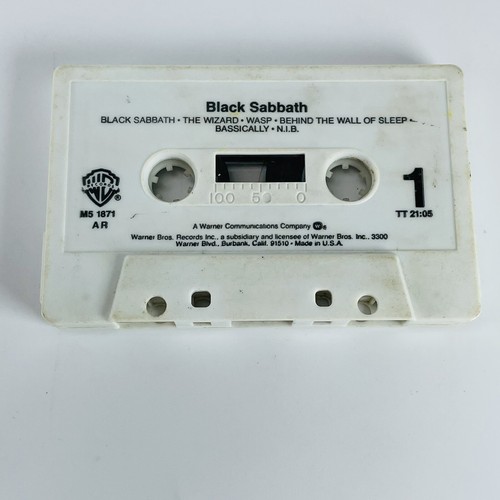 Black Sabbath
BLACK SABBATH • THE WIZARD • WASP • BEHIND THE WALL OF SLEEP •
BASSICALLY • N.I.B.
M5 1871
AR
100 50 0
1
TT 21:05
A Warner Communications Company
Warner Bros. Records Inc., a subsidiary and licensee of Warner Bros. Inc., 3300
Warner Blvd., Burbank, Calif. 91510 • Made in U.S.A.